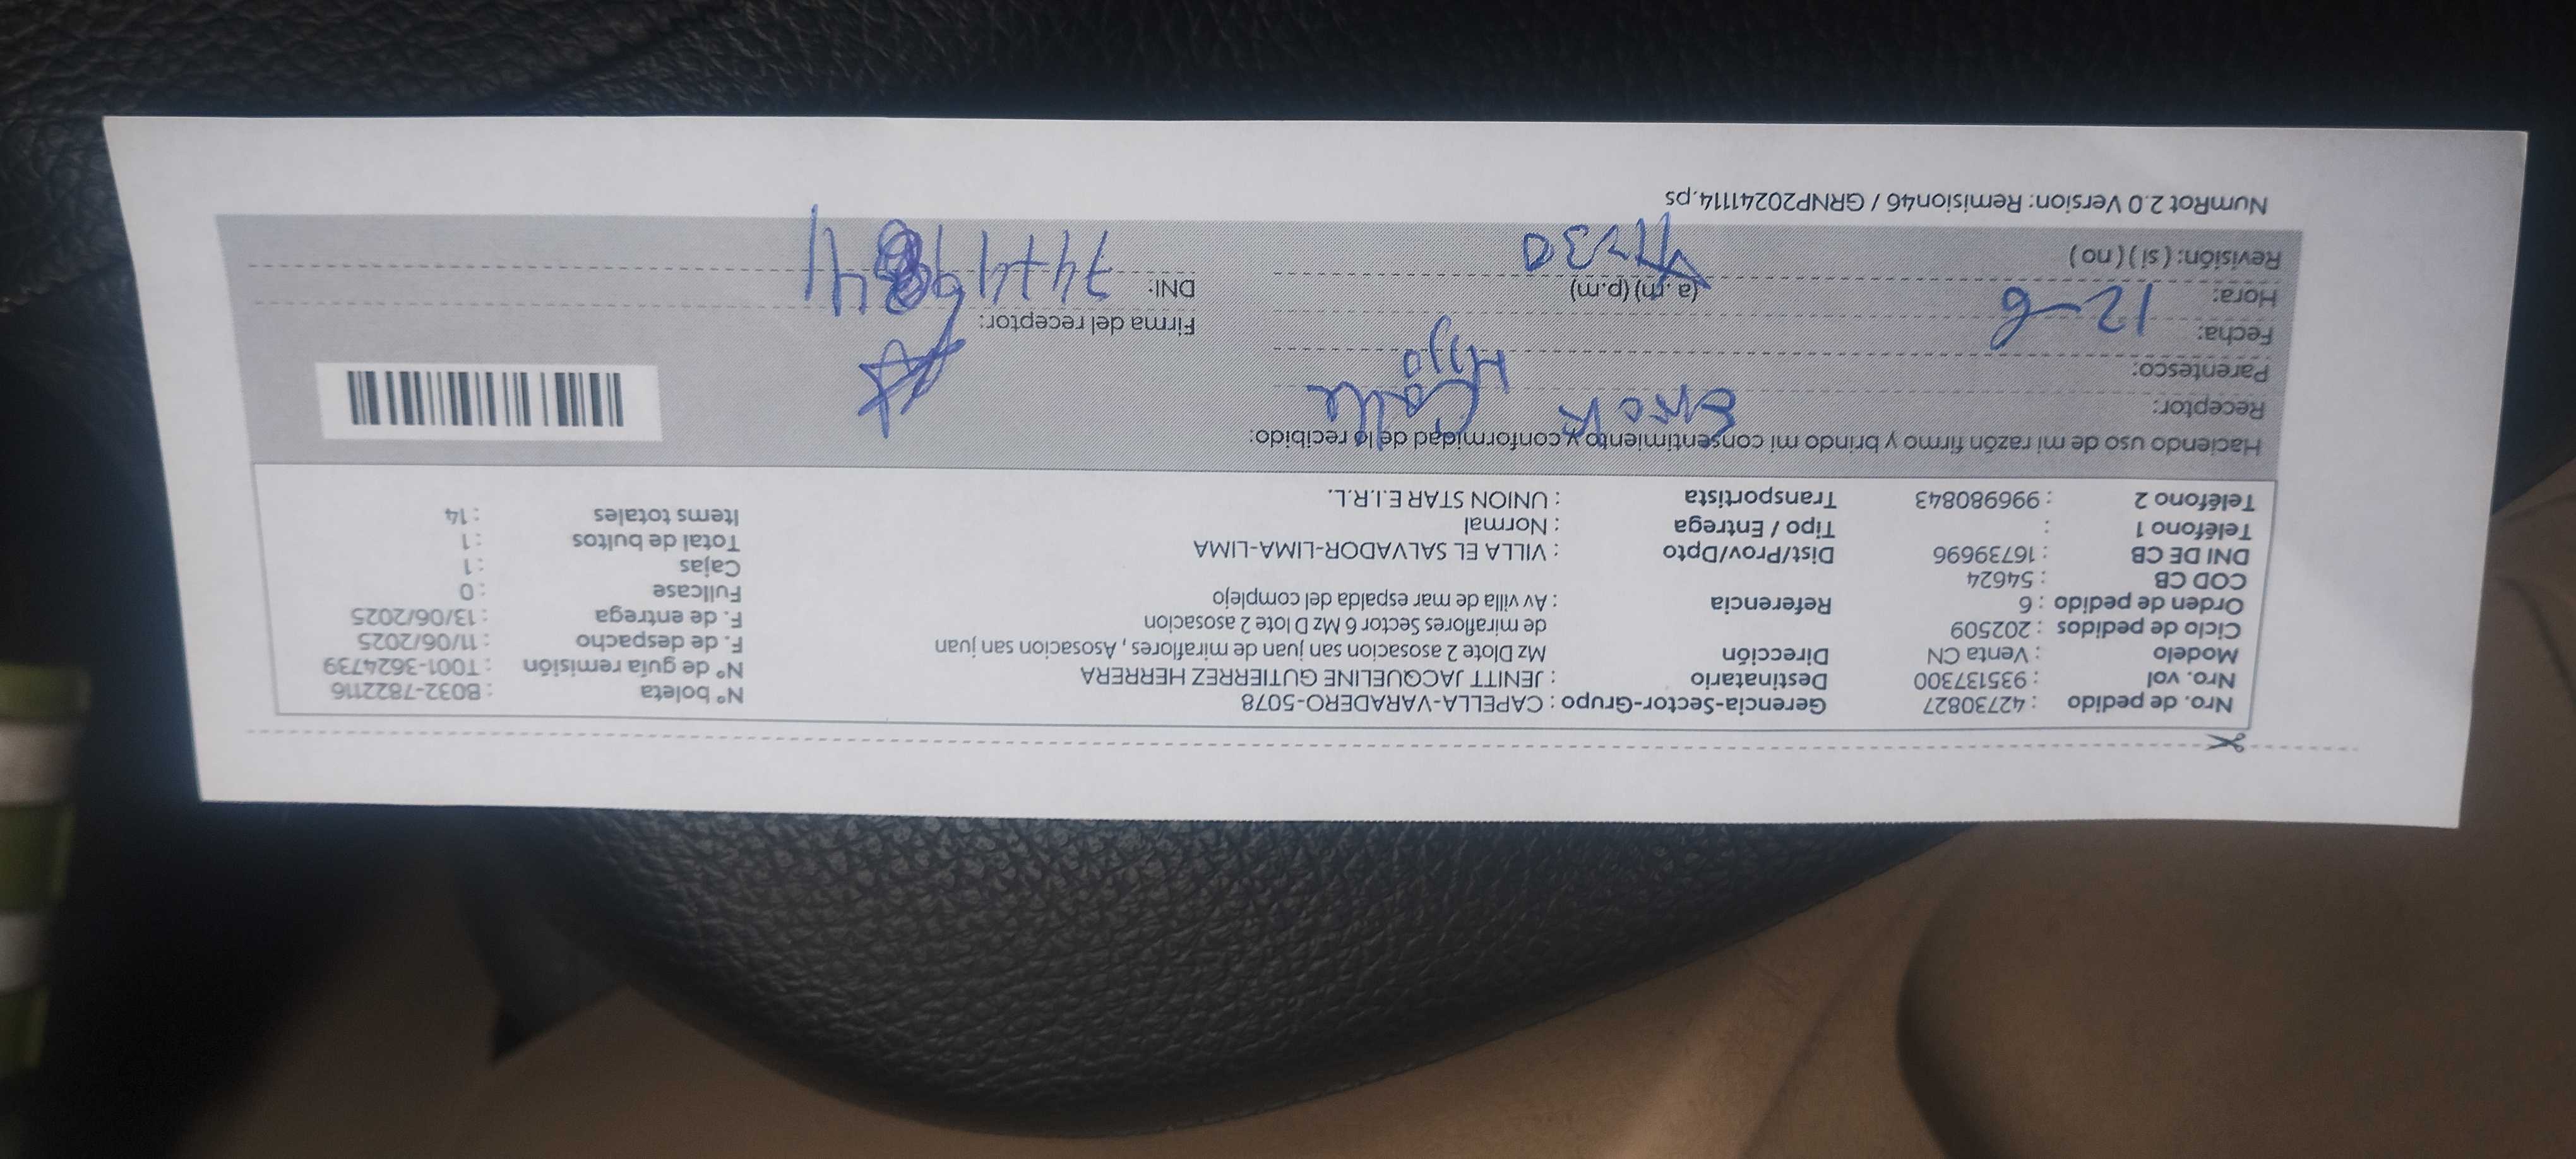 Nro. de pedido : 42730827 Gerencia-Sector-Grupo : CAPELLA-VARADERO-5078 N° boleta : B032-7822116
Nro. vol : 935137300 Destinatario : JENITT JACQUELINE GUTIERREZ HERRERA N° de guía remisión : T001-3624739
Modelo : Venta CN Dirección Mz Dlote 2 asosacion san juan de miraflores , Asosacion san juan F. de despacho : 11/06/2025
Ciclo de pedidos : 202509 de miraflores Sector 6 Mz D lote 2 asosacion F. de entrega : 13/06/2025
Orden de pedido : 6 Referencia : Av villa de mar espalda del complejo Fullcase : 0
COD CB : 54624 Cajas : 1
DNI DE CB : 16739696 Dist/Prov/Dpto : VILLA EL SALVADOR-LIMA-LIMA Total de bultos : 1
Teléfono 1 : Tipo / Entrega : Normal Items totales : 14
Teléfono 2 : 996980843 Transportista : UNION STAR E.I.R.L.
Haciendo uso de mi razón firmo y brindo mi consentimiento y conformidad de lo recibido:
Receptor: Calle
Parentesco: Hijo
Fecha: 12-6 Firma del receptor:
Hora: (a.m) (p.m) DNI:
Revisión: ( si ) ( no )
NumRot 2.0 Version: Remision46 / GRNP20241114.ps